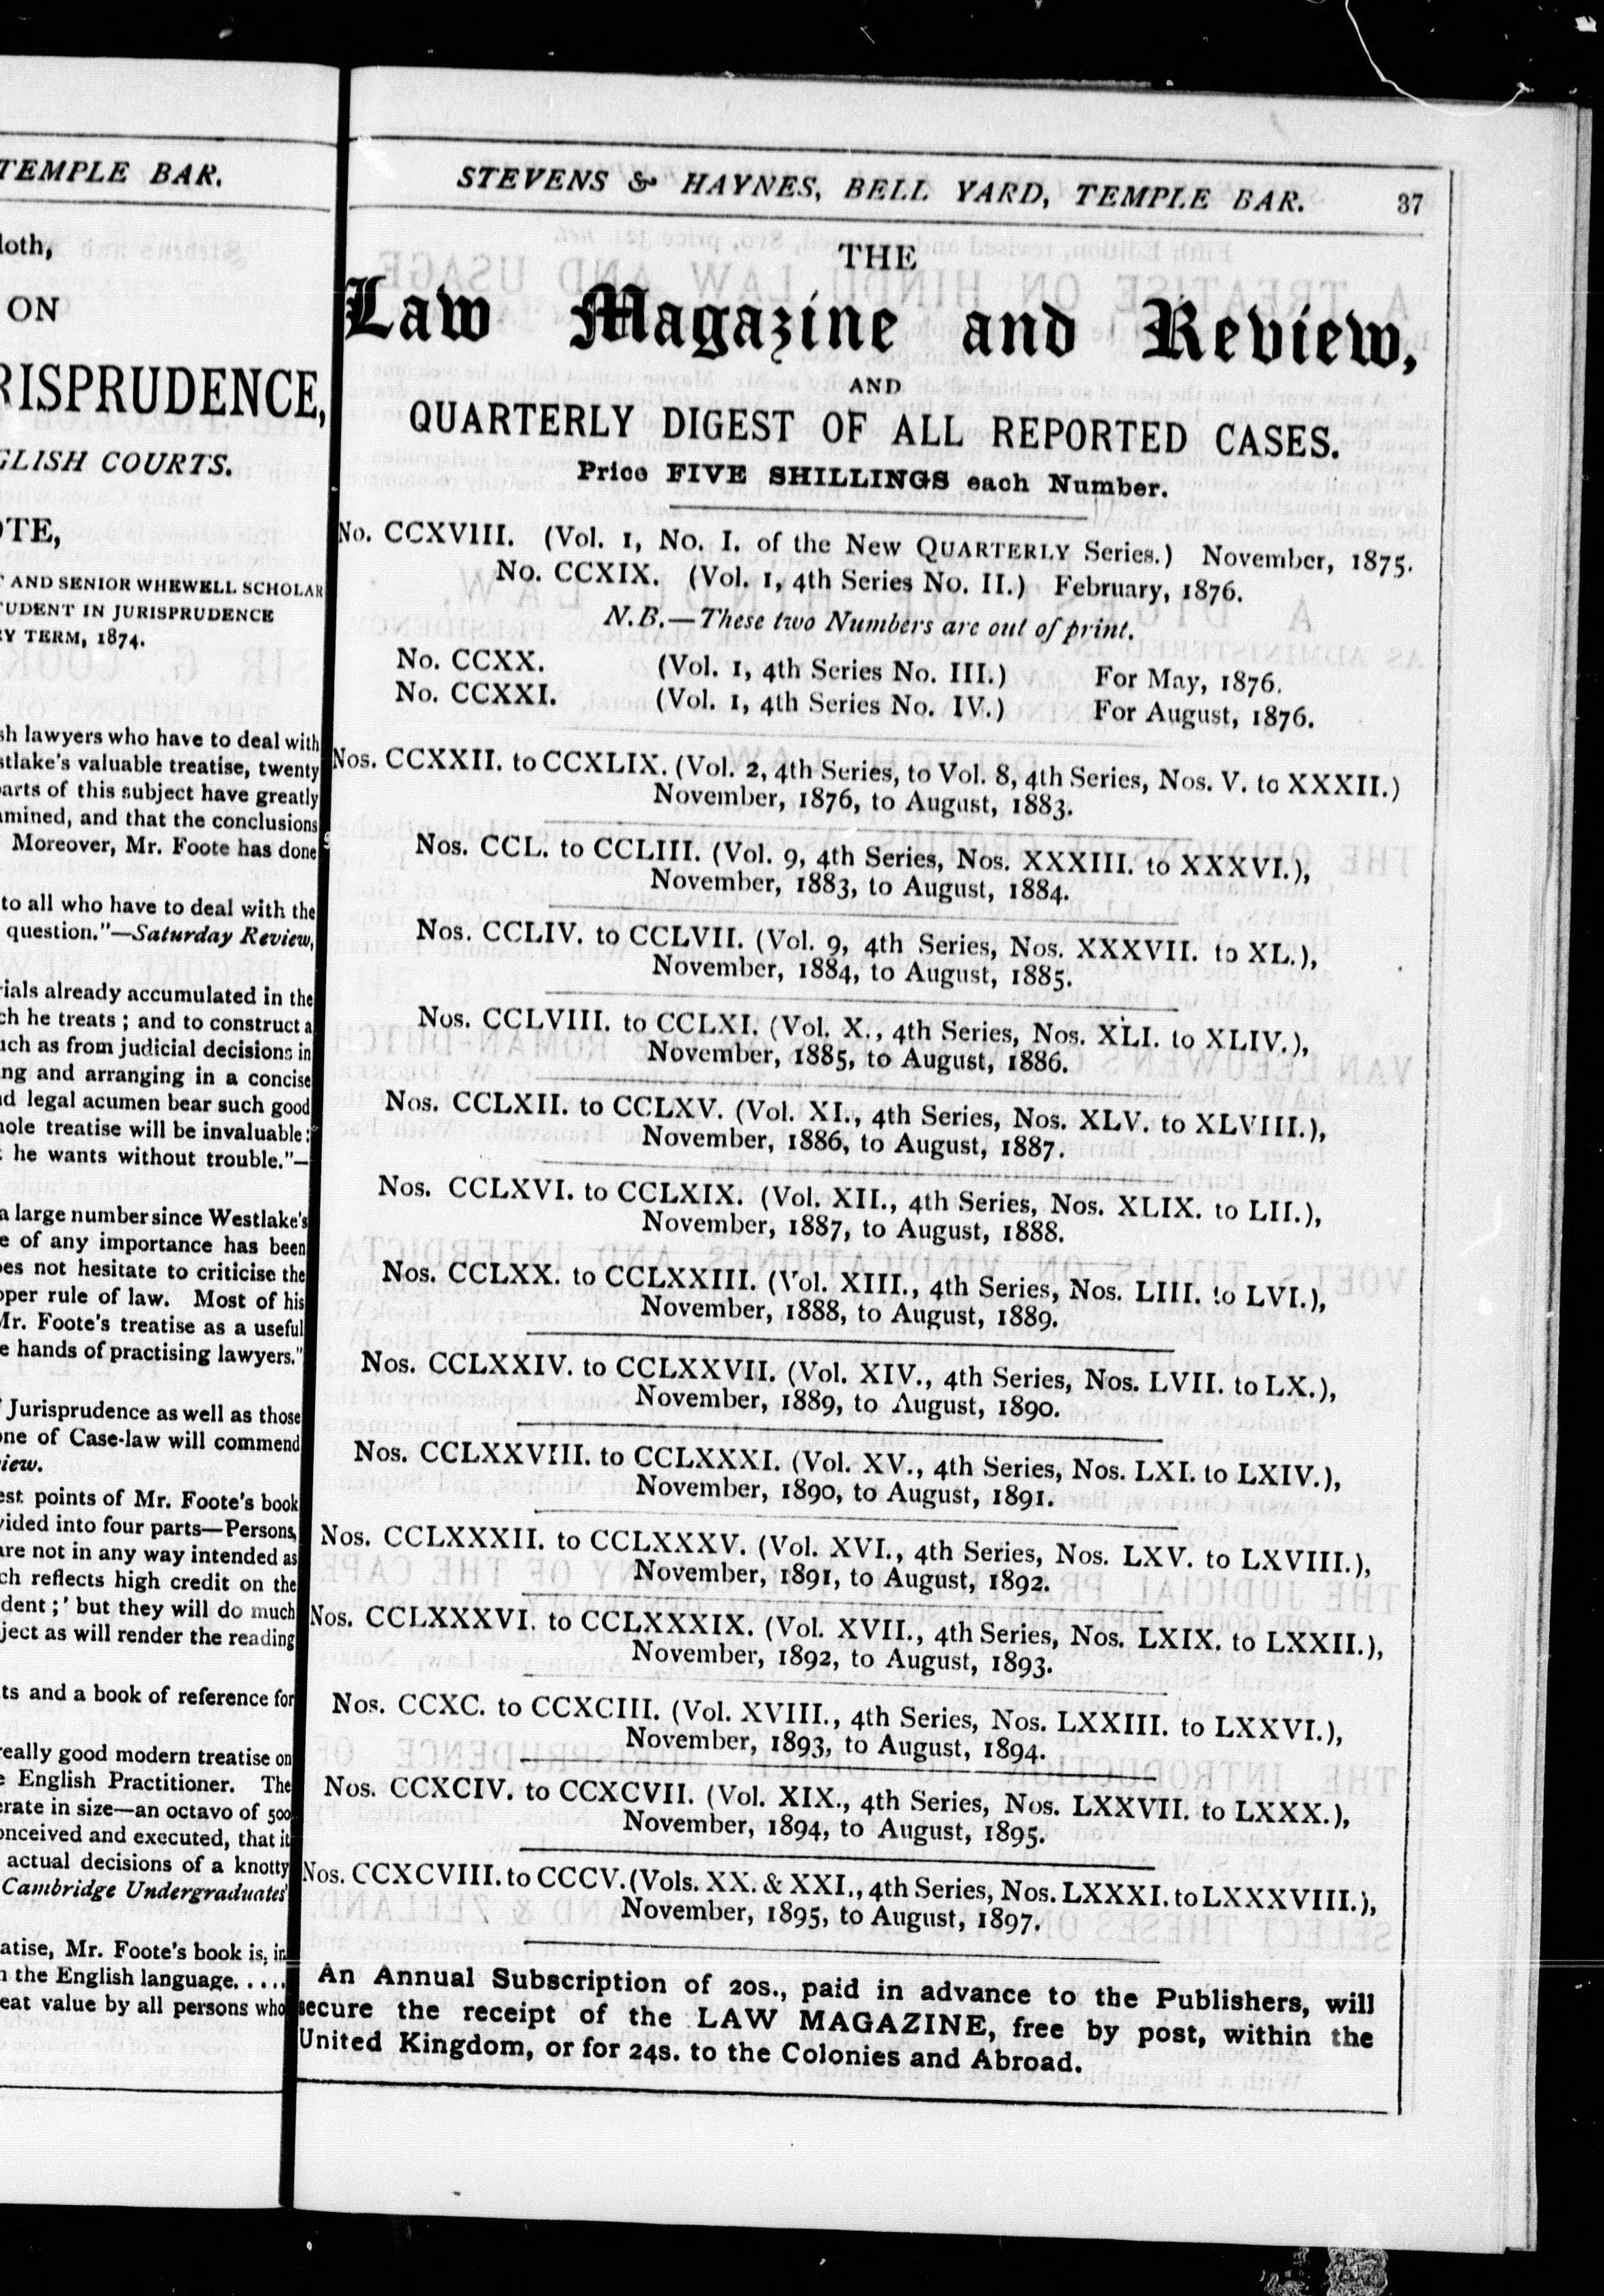 TEMPLE BAR.
loth,
ON
RISPRUDENCE,
GLISH COURTS.
OTE,
AND SENIOR WHEWELL SCHOLAR
TUDENT IN JURISPRUDENCE
RY TERM, 1874.
sh lawyers who have to deal with
stlake's valuable treatise, twenty
parts of this subject have greatly
amined, and that the conclusions
Moreover, Mr. Foote has done
to all who have to deal with the
question."—Saturday Review,
rials already accumulated in the
ch he treats; and to construct a
uch as from judicial decisions in
ng and arranging in a concise
nd legal acumen bear such good
hole treatise will be invaluable:
t he wants without trouble."—
a large number since Westlake's
e of any importance has been
oes not hesitate to criticise the
oper rule of law. Most of his
Mr. Foote's treatise as a useful
e hands of practising lawyers."
Jurisprudence as well as those
one of Case-law will commend
view.
est points of Mr. Foote's book
vided into four parts—Persons,
are not in any way intended as
ch reflects high credit on the
dent;' but they will do much
ject as will render the reading
ts and a book of reference for
really good modern treatise on
e English Practitioner. The
erate in size—an octavo of 500
onceived and executed, that it
actual decisions of a knotty
Cambridge Undergraduates'
atise, Mr. Foote's book is, in
n the English language. . . . .
eat value by all persons who
STEVENS & HAYNES, BELL YARD, TEMPLE BAR. 37
THE
Law Magazine and Review,
AND
QUARTERLY DIGEST OF ALL REPORTED CASES.
Price FIVE SHILLINGS each Number.
No. CCXVIII. (Vol. 1, No. I. of the New QUARTERLY Series.) November, 1875.
No. CCXIX. (Vol. 1, 4th Series No. II.) February, 1876.
N.B.—These two Numbers are out of print.
No. CCXX. (Vol. 1, 4th Series No. III.) For May, 1876.
No. CCXXI. (Vol. 1, 4th Series No. IV.) For August, 1876.
Nos. CCXXII. to CCXLIX. (Vol. 2, 4th Series, to Vol. 8, 4th Series, Nos. V. to XXXII.)
November, 1876, to August, 1883.
Nos. CCL. to CCLIII. (Vol. 9, 4th Series, Nos. XXXIII. to XXXVI.),
November, 1883, to August, 1884.
Nos. CCLIV. to CCLVII. (Vol. 9, 4th Series, Nos. XXXVII. to XL.),
November, 1884, to August, 1885.
Nos. CCLVIII. to CCLXI. (Vol. X., 4th Series, Nos. XLI. to XLIV.),
November, 1885, to August, 1886.
Nos. CCLXII. to CCLXV. (Vol. XI., 4th Series, Nos. XLV. to XLVIII.),
November, 1886, to August, 1887.
Nos. CCLXVI. to CCLXIX. (Vol. XII., 4th Series, Nos. XLIX. to LII.),
November, 1887, to August, 1888.
Nos. CCLXX. to CCLXXIII. (Vol. XIII., 4th Series, Nos. LIII. to LVI.),
November, 1888, to August, 1889.
Nos. CCLXXIV. to CCLXXVII. (Vol. XIV., 4th Series, Nos. LVII. to LX.),
November, 1889, to August, 1890.
Nos. CCLXXVIII. to CCLXXXI. (Vol. XV., 4th Series, Nos. LXI. to LXIV.),
November, 1890, to August, 1891.
Nos. CCLXXXII. to CCLXXXV. (Vol. XVI., 4th Series, Nos. LXV. to LXVIII.),
November, 1891, to August, 1892.
Nos. CCLXXXVI. to CCLXXXIX. (Vol. XVII., 4th Series, Nos. LXIX. to LXXII.),
November, 1892, to August, 1893.
Nos. CCXC. to CCXCIII. (Vol. XVIII., 4th Series, Nos. LXXIII. to LXXVI.),
November, 1893, to August, 1894.
Nos. CCXCIV. to CCXCVII. (Vol. XIX., 4th Series, Nos. LXXVII. to LXXX.),
November, 1894, to August, 1895.
Nos. CCXCVIII. to CCCV. (Vols. XX. & XXI., 4th Series, Nos. LXXXI. to LXXXVIII.),
November, 1895, to August, 1897.
An Annual Subscription of 20s., paid in advance to the Publishers, will
secure the receipt of the LAW MAGAZINE, free by post, within the
United Kingdom, or for 24s. to the Colonies and Abroad.